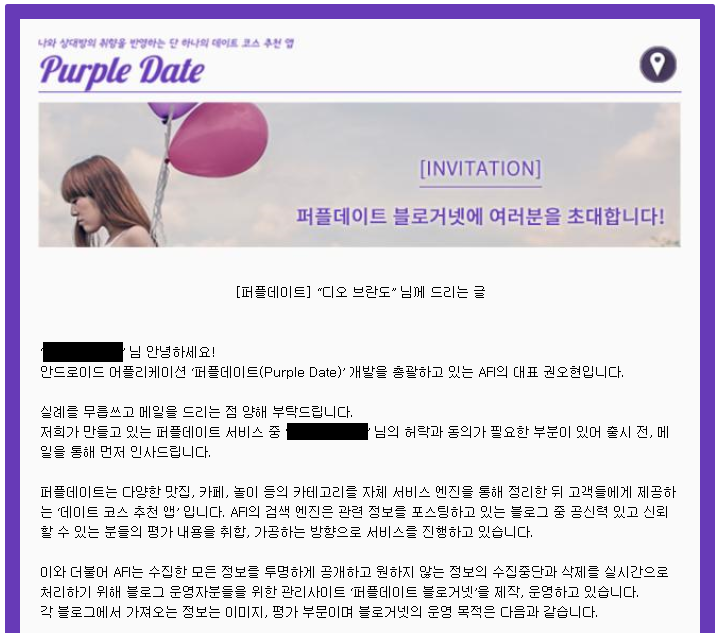 나와 상대방의 취향을 반영하는 단 하나의 데이트 코스 추천 앱
Purple Date
[INVITATION]
퍼플데이트 블로거넷에 여러분을 초대합니다!
[퍼플데이트] “디오 브란도” 님께 드리는 글
‘ ’ 님 안녕하세요!
안드로이드 어플리케이션 ‘퍼플데이트(Purple Date)’ 개발을 총괄하고 있는 AFI의 대표 권오현입니다.
실례를 무릅쓰고 메일을 드리는 점 양해 부탁드립니다.
저희가 만들고 있는 퍼플데이트 서비스 중 ‘ ’ 님의 허락과 동의가 필요한 부분이 있어 출시 전, 메
일을 통해 먼저 인사드립니다.
퍼플데이트는 다양한 맛집, 카페, 놀이 등의 카테고리를 자체 서비스 엔진을 통해 정리한 뒤 고객들에게 제공하
는 ‘데이트 코스 추천 앱’ 입니다. AFI의 검색 엔진은 관련 정보를 포스팅하고 있는 블로그 중 공신력 있고 신뢰
할 수 있는 분들의 평가 내용을 취합, 가공하는 방향으로 서비스를 진행하고 있습니다.
이와 더불어 AFI는 수집한 모든 정보를 투명하게 공개하고 원하지 않는 정보의 수집중단과 삭제를 실시간으로
처리하기 위해 블로그 운영자분들을 위한 관리사이트 ‘퍼플데이트 블로거넷’을 제작, 운영하고 있습니다.
각 블로그에서 가져오는 정보는 이미지, 평가 부문이며 블로거넷의 운영 목적은 다음과 같습니다.